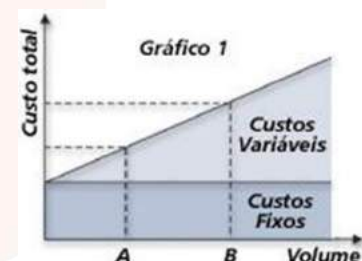 Gráfico 1
Custo total
Custos
Variáveis
Custos
Fixos
A
B
Volume